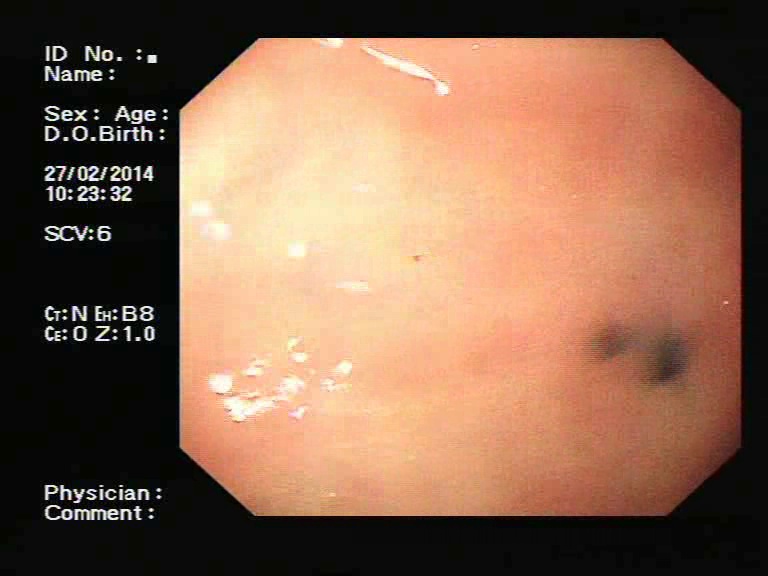 ID No. :
Name:
Sex: Age:
D.O.Birth:
27/02/2014
10:23:32
SCV:6
CT:N EH:B8
CE:0 Z:1.0
Physician:
Comment: